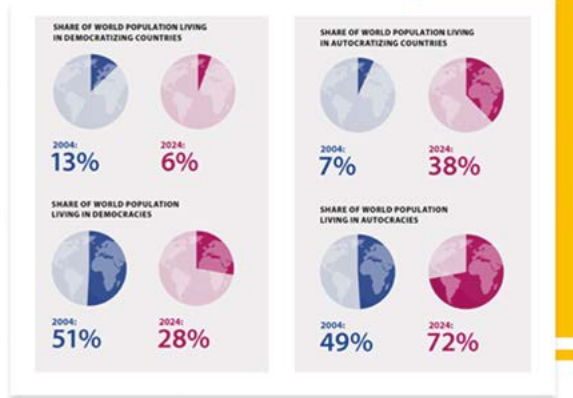 SHARE OF WORLD POPULATION LIVING
IN DEMOCRATIZING COUNTRIES
2004:
13%
2024:
6%
SHARE OF WORLD POPULATION LIVING
IN AUTOCRATIZING COUNTRIES
2004:
7%
2024:
38%
SHARE OF WORLD POPULATION
LIVING IN DEMOCRACIES
2004:
51%
2024:
28%
SHARE OF WORLD POPULATION
LIVING IN AUTOCRACIES
2004:
49%
2024:
72%